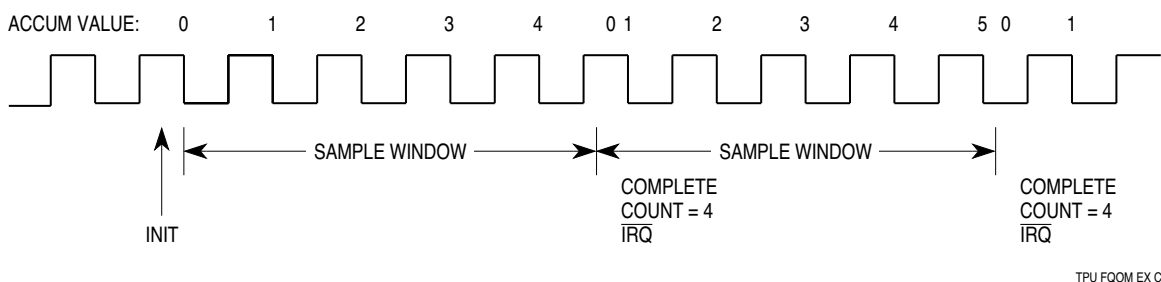 ACCUM VALUE: 0 1 2 3 4 0 1 2 3 4 5 0 1
SAMPLE WINDOW SAMPLE WINDOW
COMPLETE COMPLETE
COUNT = 4 COUNT = 4
INIT IRQ IRQ
TPU FQOM EX C